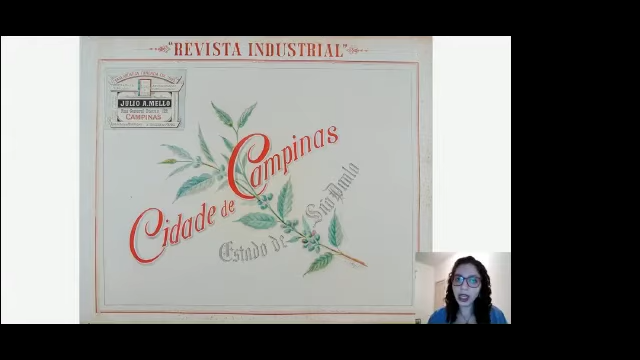 "REVISTA INDUSTRIAL"
JULIO A. MELLO
CAMPINAS
Cidade de Campinas
Estado de São Paulo